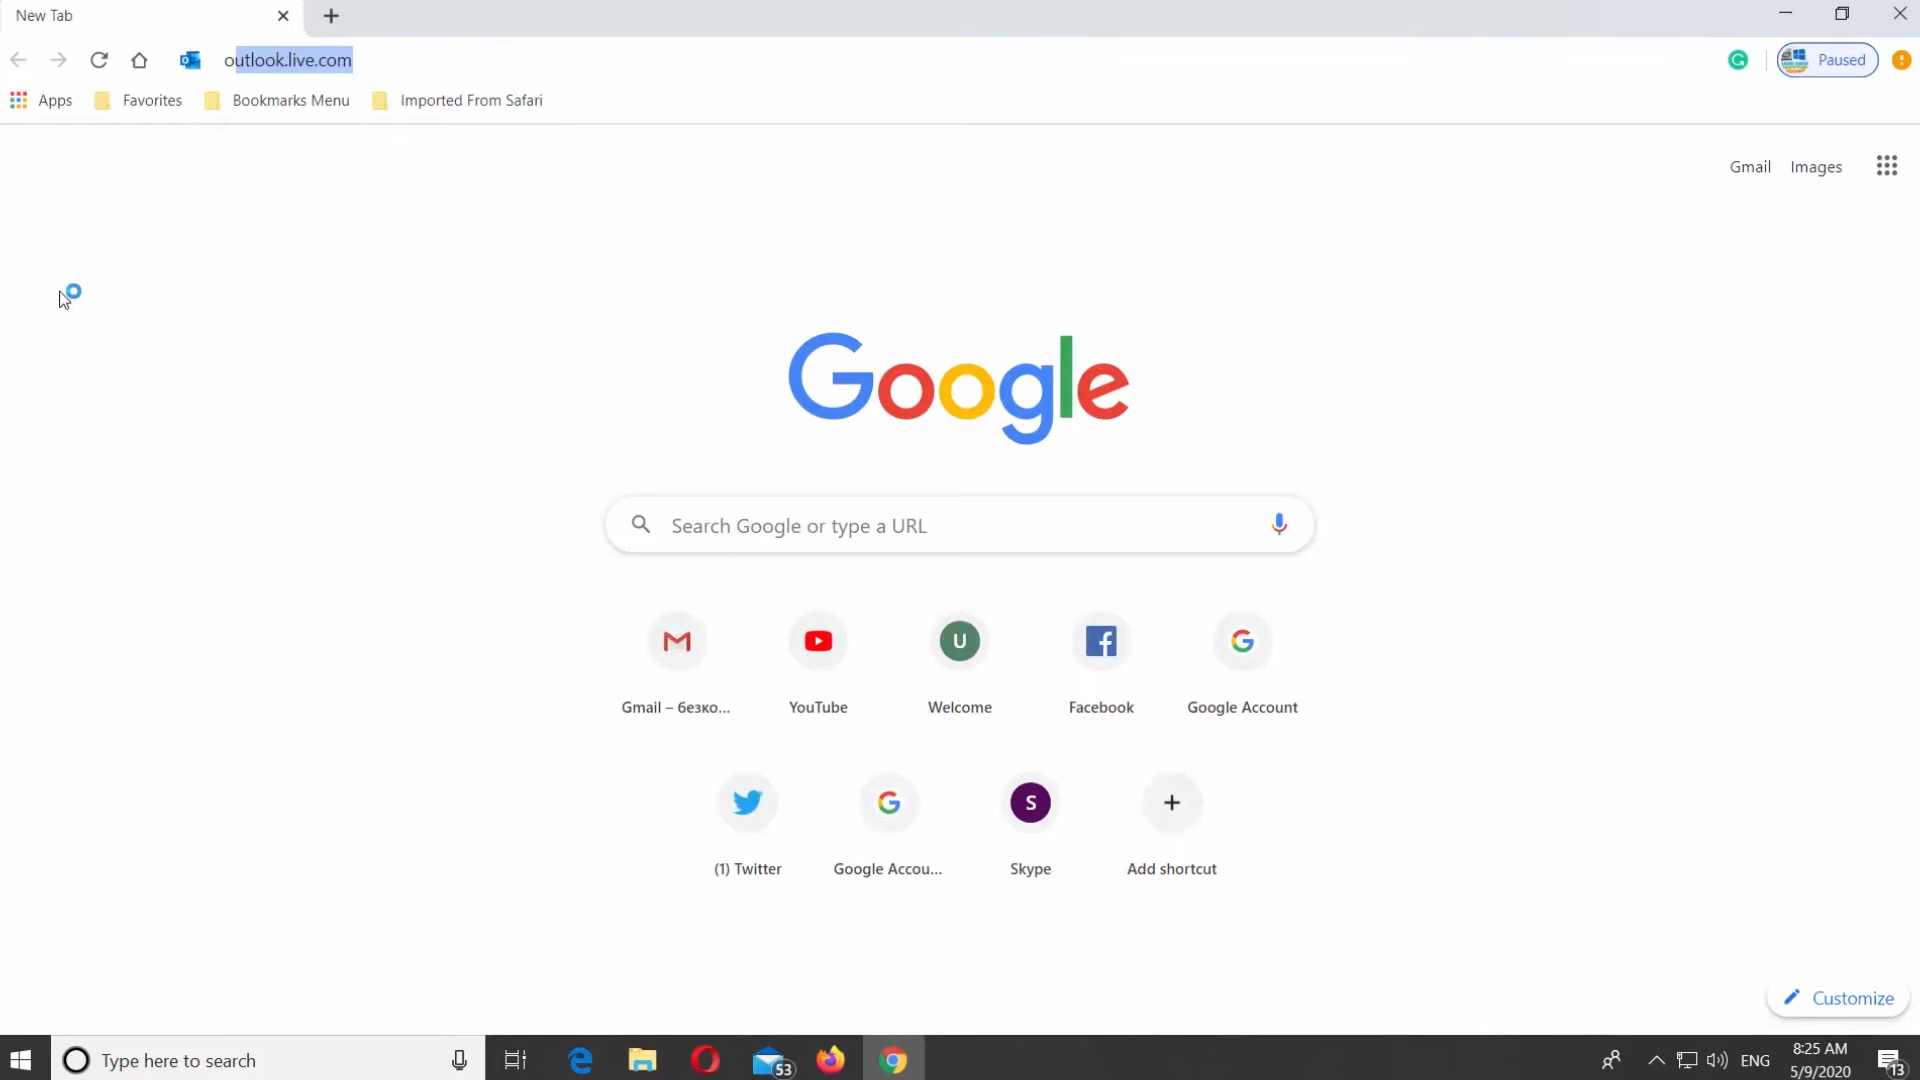 New Tab
outlook.live.com
Paused
Apps
Favorites
Bookmarks Menu
Imported From Safari
Gmail
Images
Google
Search Google or type a URL
U
G
Gmail – безко...
YouTube
Welcome
Facebook
Google Account
G
S
(1) Twitter
Google Accou...
Skype
Add shortcut
Customize
Type here to search
53
ENG
8:25 AM
5/9/2020
13